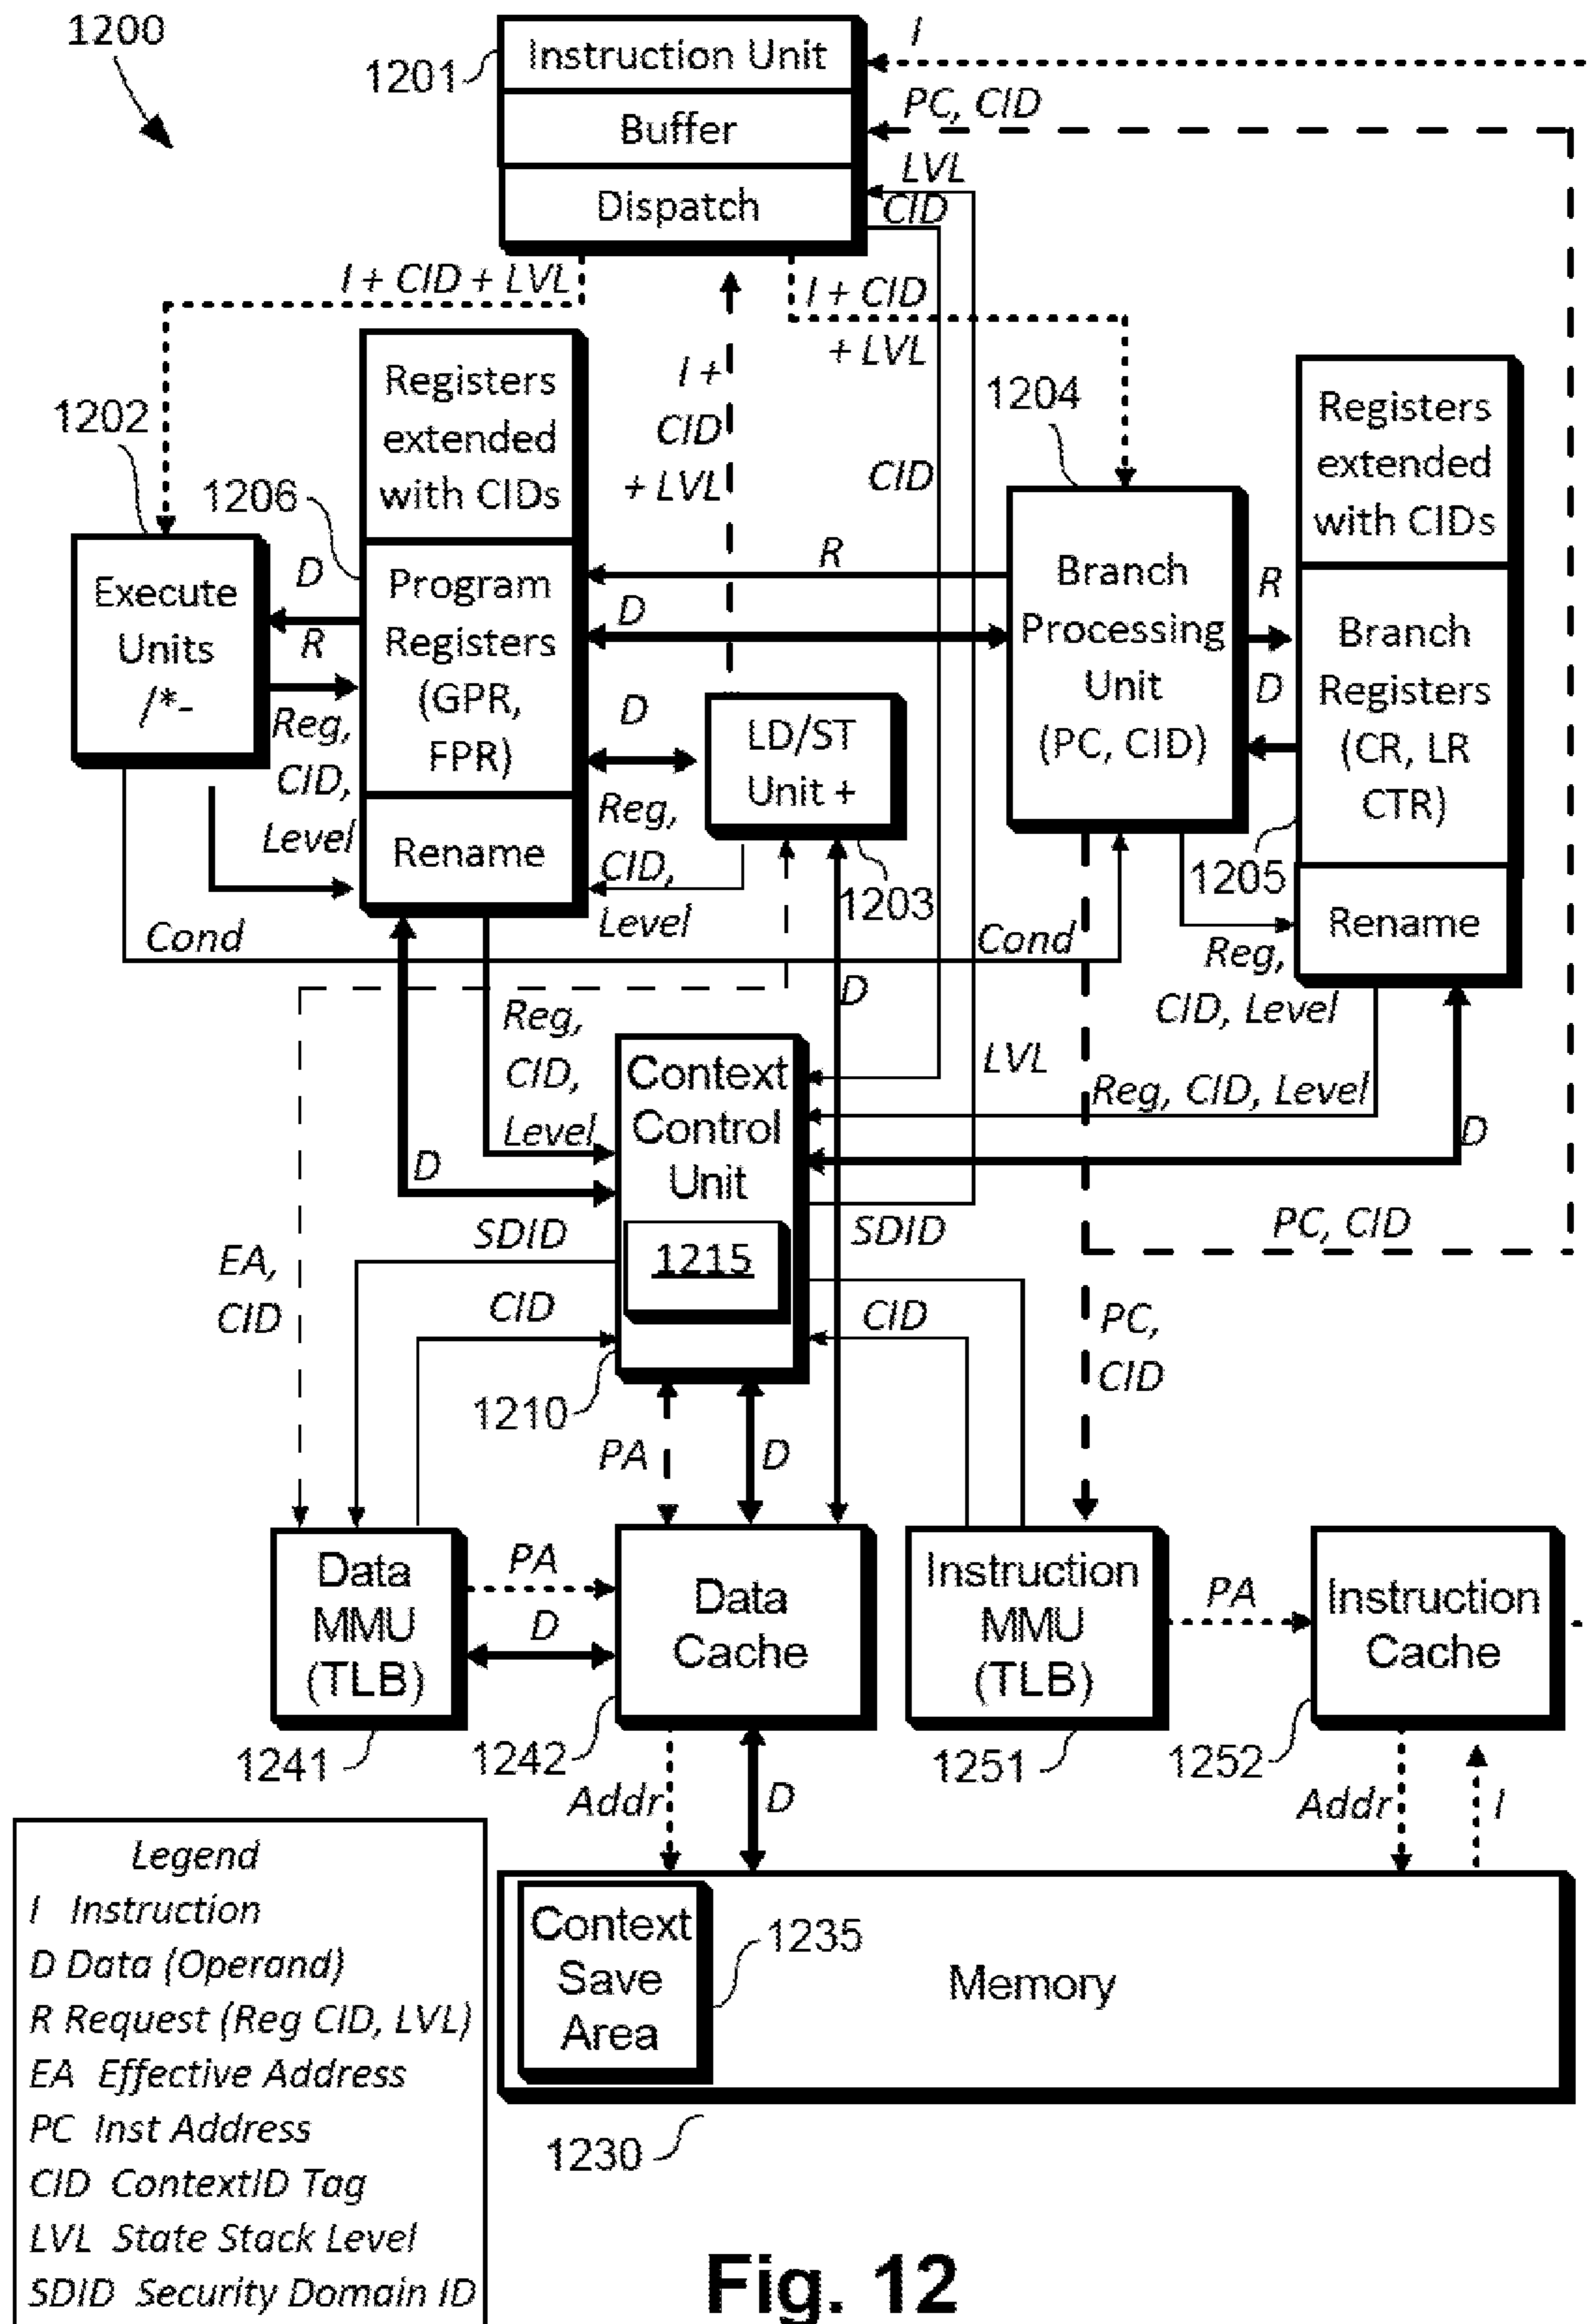 1200
1201
Instruction Unit
I
Buffer
PC, CID
Dispatch
LVL
CID
I + CID + LVL
I + CID
+ LVL
I +
CID
+ LVL
CID
1202
1206
Registers
extended
with CIDs
1204
Registers
extended
with CIDs
Execute
Units
/*-
D
R
Program
Registers
(GPR,
FPR)
Rename
R
D
Branch
Processing
Unit
(PC, CID)
R
D
Branch
Registers
(CR, LR
CTR)
Rename
1205
Reg,
CID,
Level
D
LD/ST
Unit +
1203
Reg,
CID,
Level
Cond
Cond
Reg,
CID, Level
D
Reg,
CID,
Level
D
Context
Control
Unit
1215
LVL
Reg, CID, Level
D
SDID
SDID
PC, CID
EA,
CID
CID
CID
PC,
CID
1210
PA
D
Data
MMU
(TLB)
1241
PA
D
Data
Cache
1242
Instruction
MMU
(TLB)
1251
PA
Instruction
Cache
1252
Addr
D
Addr
I
Context
Save
Area
1235
Memory
1230
Legend
I Instruction
D Data (Operand)
R Request (Reg CID, LVL)
EA Effective Address
PC Inst Address
CID ContextID Tag
LVL State Stack Level
SDID Security Domain ID
Fig. 12